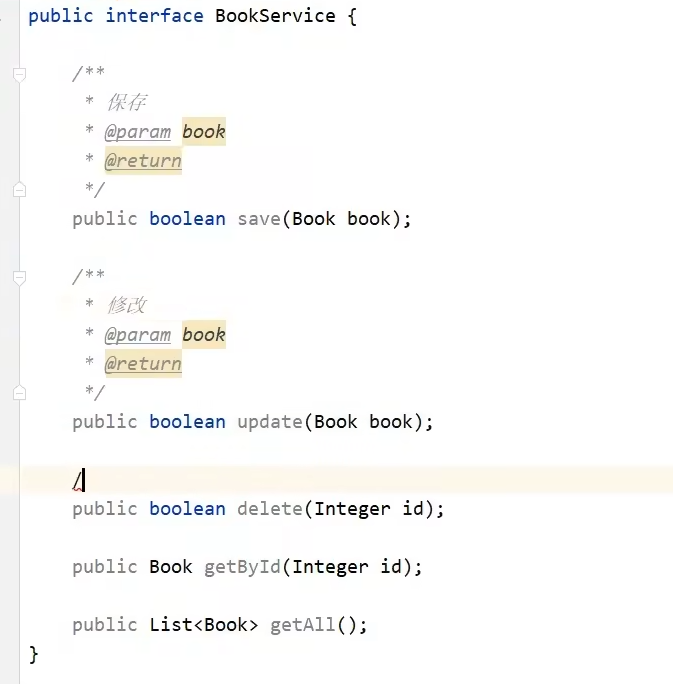 public interface BookService {
/**
* 保存
* @param book
* @return
*/
public boolean save(Book book);
/**
* 修改
* @param book
* @return
*/
public boolean update(Book book);
/
public boolean delete(Integer id);
public Book getById(Integer id);
public List<Book> getAll();
}